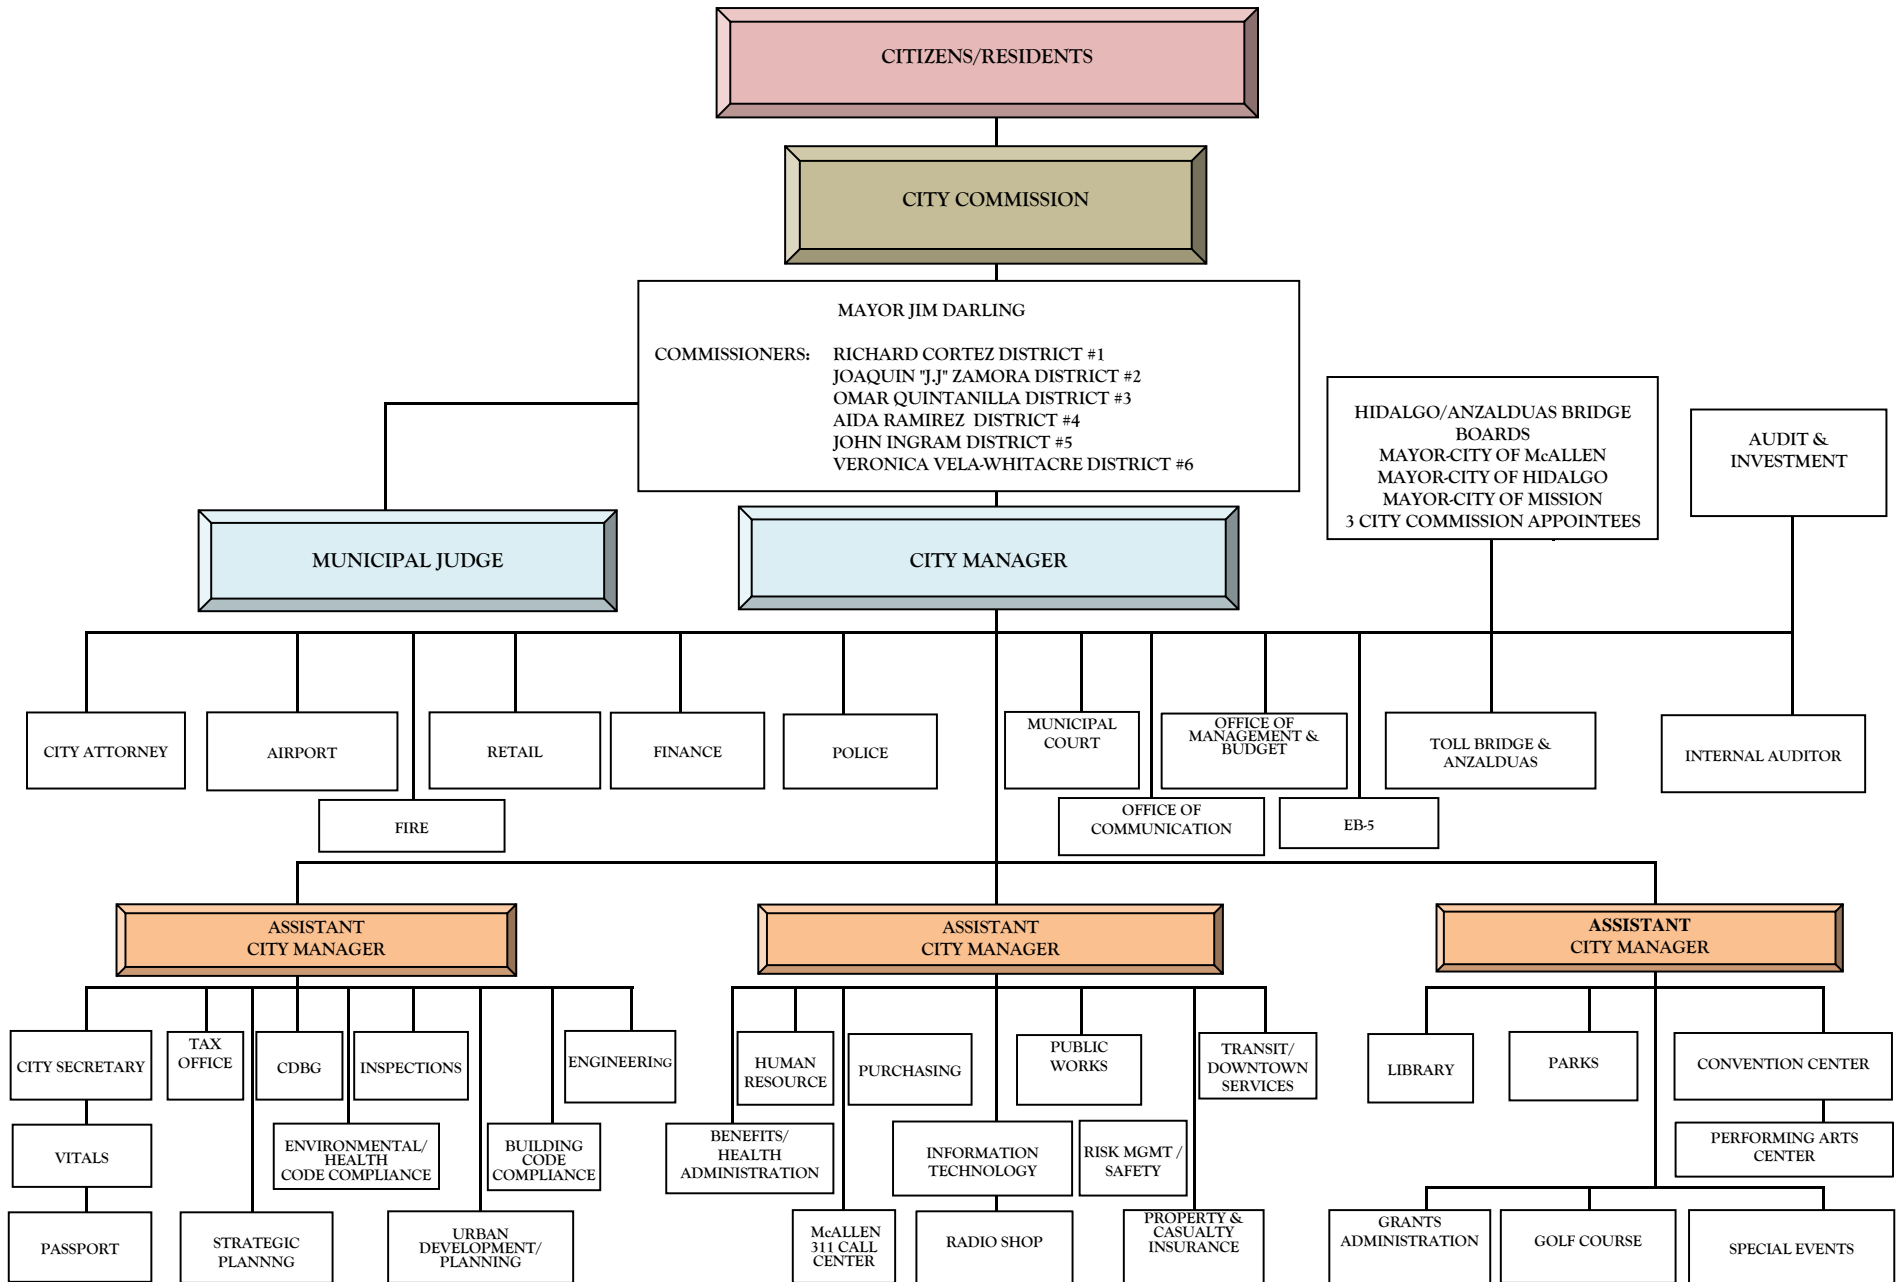 CITIZENS/RESIDENTS
CITY COMMISSION
MAYOR JIM DARLING
COMMISSIONERS: RICHARD CORTEZ DISTRICT #1
JOAQUIN "J.J" ZAMORA DISTRICT #2
OMAR QUINTANILLA DISTRICT #3
AIDA RAMIREZ DISTRICT #4
JOHN INGRAM DISTRICT #5
VERONICA VELA-WHITACRE DISTRICT #6
HIDALGO/ANZALDUAS BRIDGE
BOARDS
MAYOR-CITY OF McALLEN
MAYOR-CITY OF HIDALGO
MAYOR-CITY OF MISSION
3 CITY COMMISSION APPOINTEES
AUDIT &
INVESTMENT
MUNICIPAL JUDGE
CITY MANAGER
CITY ATTORNEY
AIRPORT
RETAIL
FINANCE
POLICE
MUNICIPAL
COURT
OFFICE OF
MANAGEMENT &
BUDGET
TOLL BRIDGE &
ANZALDUAS
INTERNAL AUDITOR
FIRE
OFFICE OF
COMMUNICATION
EB-5
ASSISTANT
CITY MANAGER
ASSISTANT
CITY MANAGER
ASSISTANT
CITY MANAGER
CITY SECRETARY
TAX
OFFICE
CDBG
INSPECTIONS
ENGINEERING
HUMAN
RESOURCE
PURCHASING
PUBLIC
WORKS
TRANSIT/
DOWNTOWN
SERVICES
LIBRARY
PARKS
CONVENTION CENTER
VITALS
ENVIRONMENTAL/
HEALTH
CODE COMPLIANCE
BUILDING
CODE
COMPLIANCE
BENEFITS/
HEALTH
ADMINISTRATION
INFORMATION
TECHNOLOGY
RISK MGMT /
SAFETY
PERFORMING ARTS
CENTER
PASSPORT
STRATEGIC
PLANNNG
URBAN
DEVELOPMENT/
PLANNING
McALLEN
311 CALL
CENTER
RADIO SHOP
PROPERTY &
CASUALTY
INSURANCE
GRANTS
ADMINISTRATION
GOLF COURSE
SPECIAL EVENTS